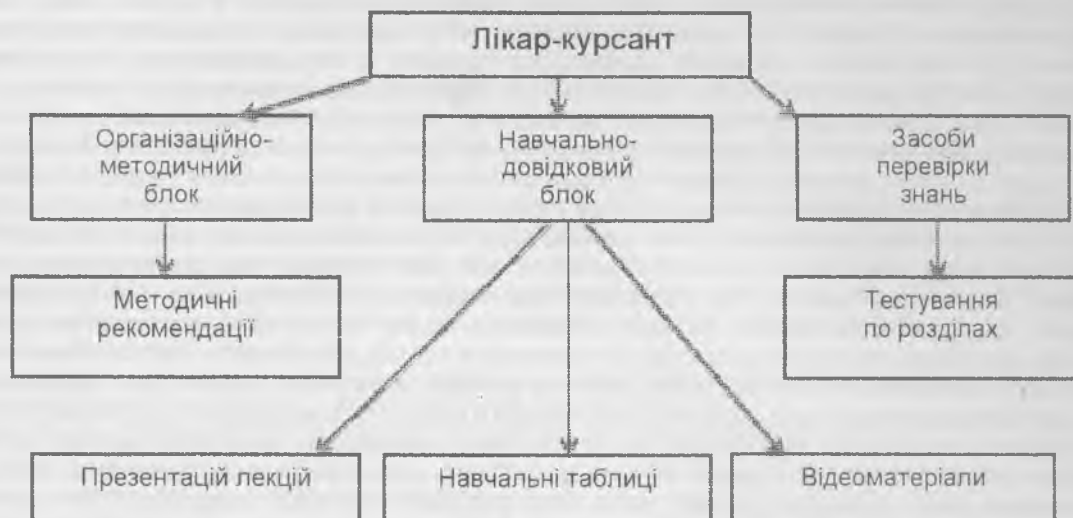 Лікар-курсант
Організаційно-
методичний
блок
Навчально-
довідковий
блок
Засоби
перевірки
знань
Методичні
рекомендації
Тестування
по розділах
Презентацій лекцій
Навчальні таблиці
Відеоматеріали